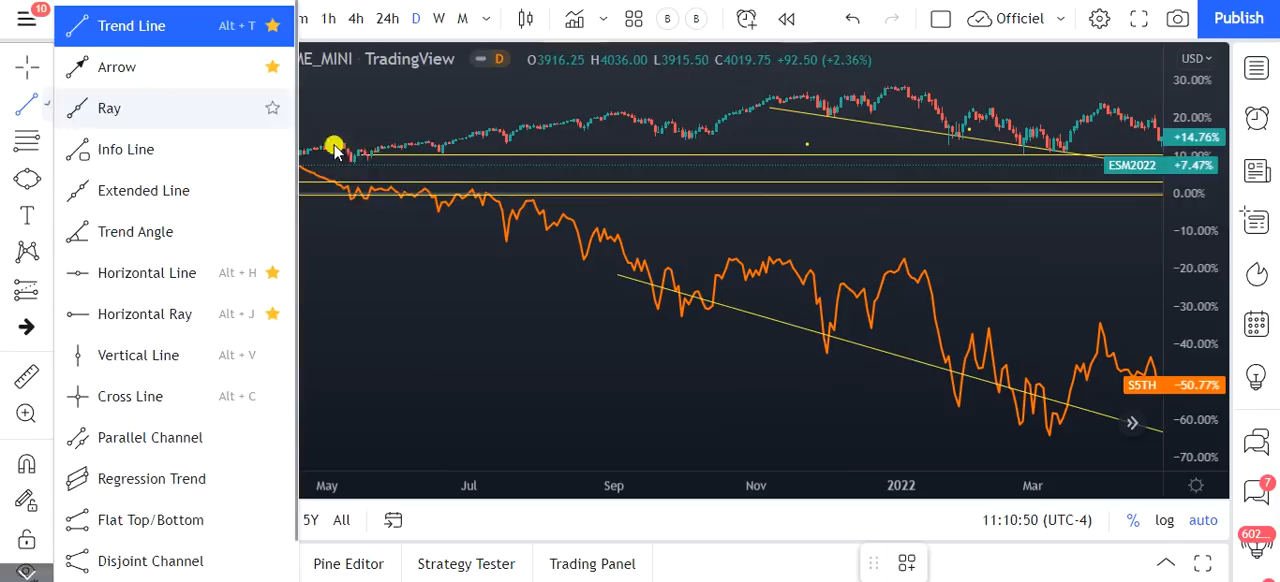 10
m 1h 4h 24h D W M B B Officiel Publish
Trend Line Alt + T
Arrow
Ray
Info Line
Extended Line
Trend Angle
Horizontal Line Alt + H
Horizontal Ray Alt + J
Vertical Line Alt + V
Cross Line Alt + C
Parallel Channel
Regression Trend
Flat Top/Bottom
Disjoint Channel
T
ME_MINI TradingView D O3916.25 H4036.00 L3915.50 C4019.75 +92.50 (+2.36%)
USD
30.00%
20.00%
+14.76%
10.00%
ESM2022 +7.47%
0.00%
−10.00%
−20.00%
−30.00%
−40.00%
S5TH −50.77%
−60.00%
−70.00%
May Jul Sep Nov 2022 Mar
5Y All 11:10:50 (UTC-4) % log auto
Pine Editor Strategy Tester Trading Panel
7
602...